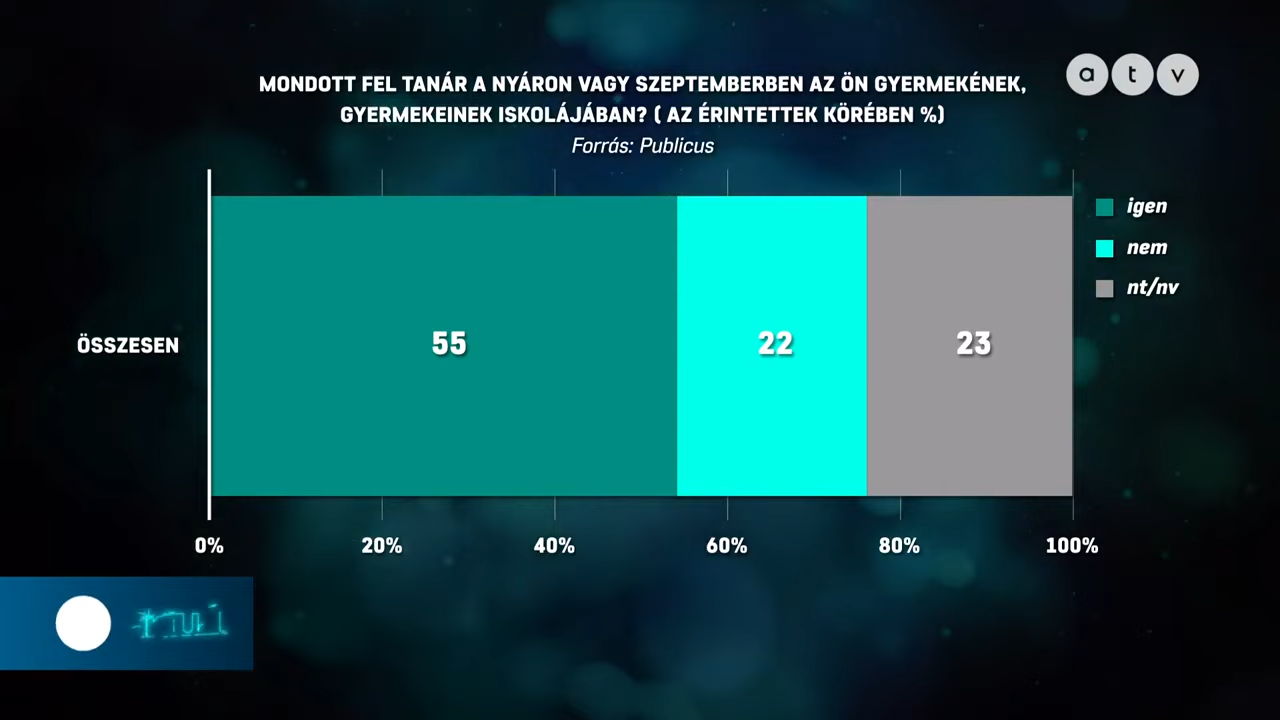 MONDOTT FEL TANÁR A NYÁRON VAGY SZEPTEMBERBEN AZ ÖN GYERMEKÉNEK,
GYERMEKEINEK ISKOLÁJÁBAN? ( AZ ÉRINTETTEK KÖRÉBEN %)
Forrás: Publicus
atv
igen
nem
nt/nv
ÖSSZESEN
55 22 23
0% 20% 40% 60% 80% 100%